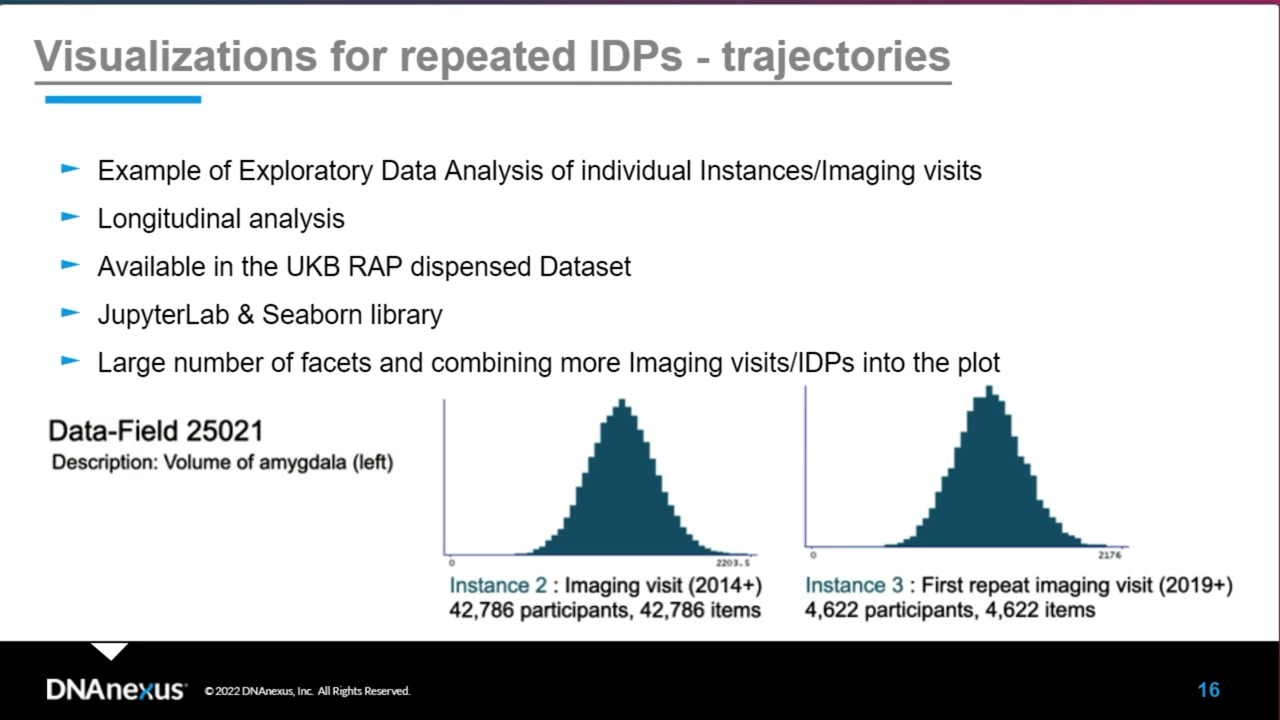 Visualizations for repeated IDPs - trajectories
► Example of Exploratory Data Analysis of individual Instances/Imaging visits
► Longitudinal analysis
► Available in the UKB RAP dispensed Dataset
► JupyterLab & Seaborn library
► Large number of facets and combining more Imaging visits/IDPs into the plot
Data-Field 25021
Description: Volume of amygdala (left)
0 2203.5
Instance 2 : Imaging visit (2014+)
42,786 participants, 42,786 items
0 2176
Instance 3 : First repeat imaging visit (2019+)
4,622 participants, 4,622 items
DNAnexus © 2022 DNAnexus, Inc. All Rights Reserved.
16